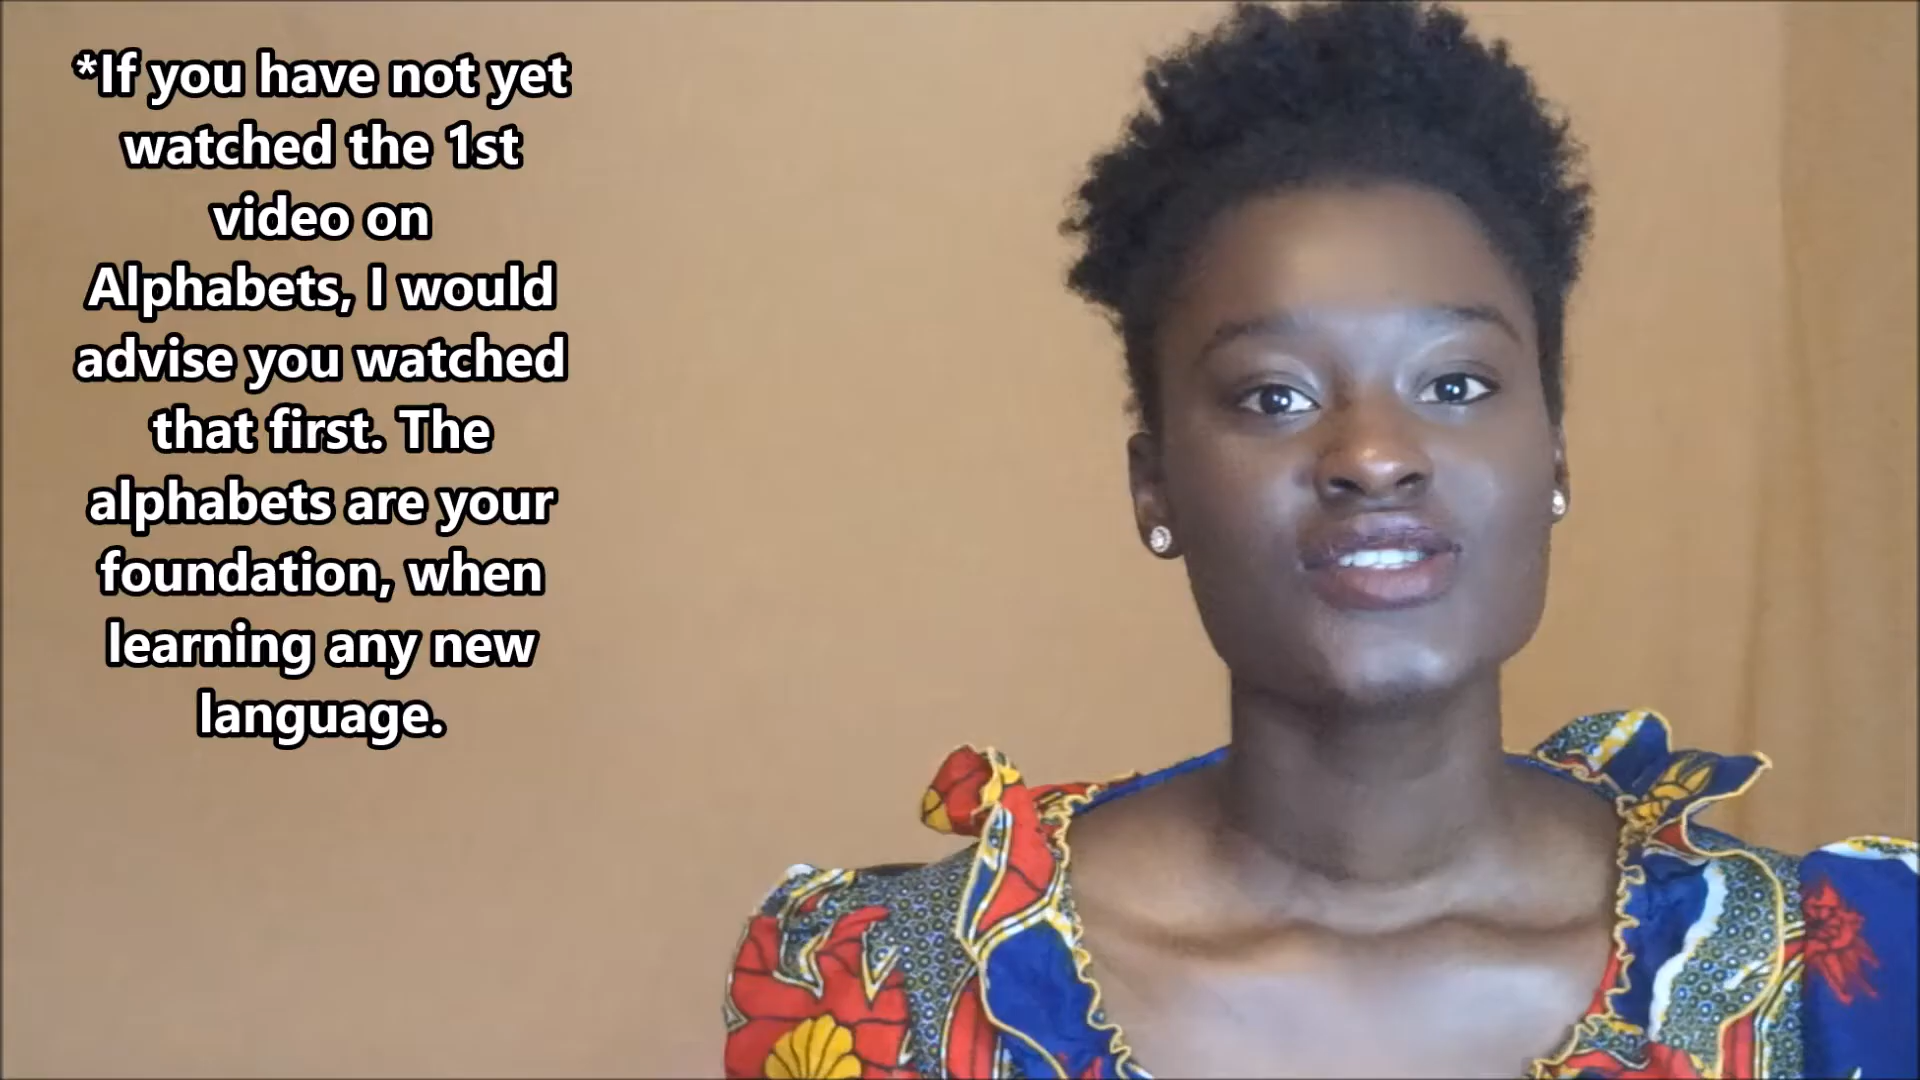 *If you have not yet
watched the 1st
video on
Alphabets, I would
advise you watched
that first. The
alphabets are your
foundation, when
learning any new
language.